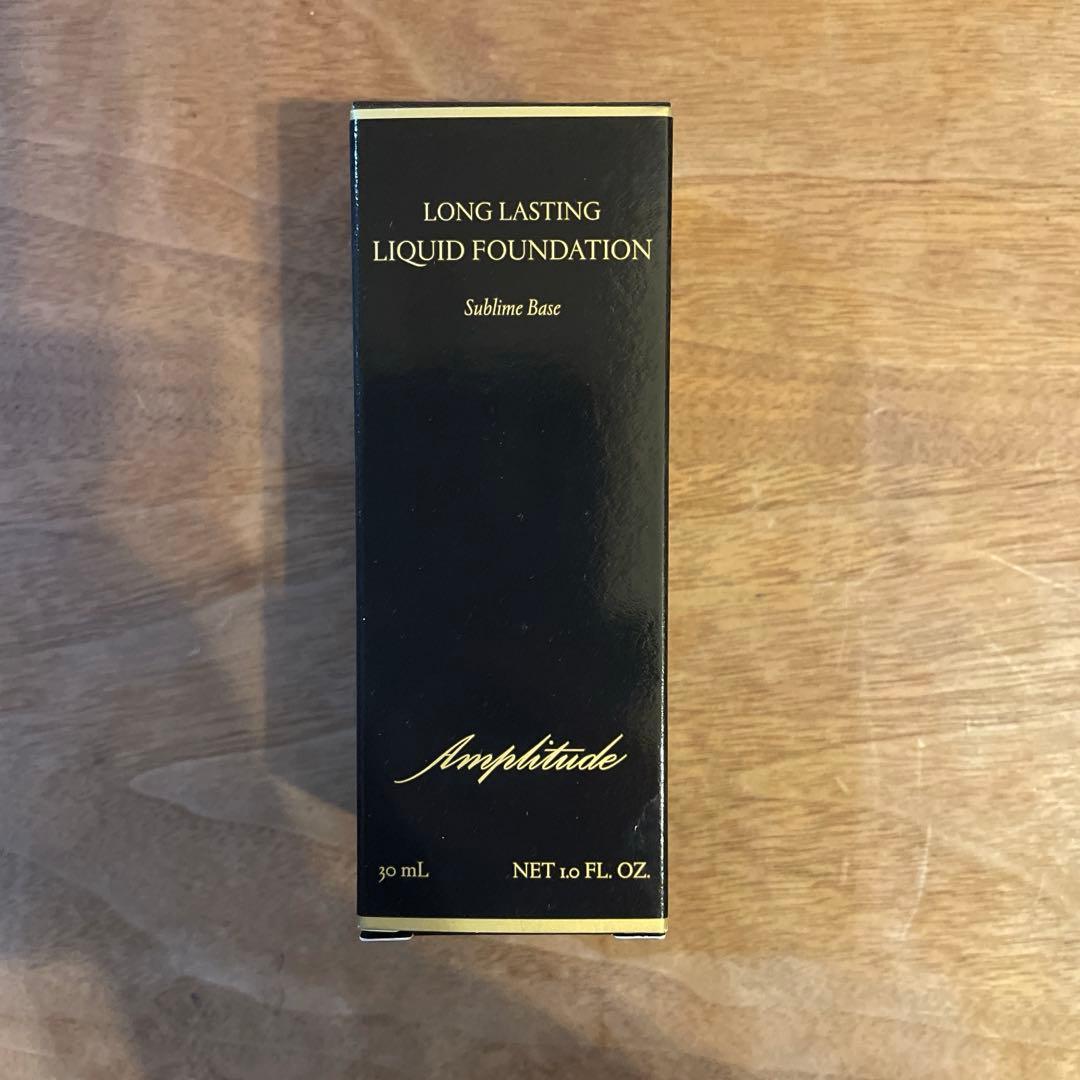 LONG LASTING
LIQUID FOUNDATION
Sublime Base
Amplitude
30 mL NET 1.0 FL. OZ.